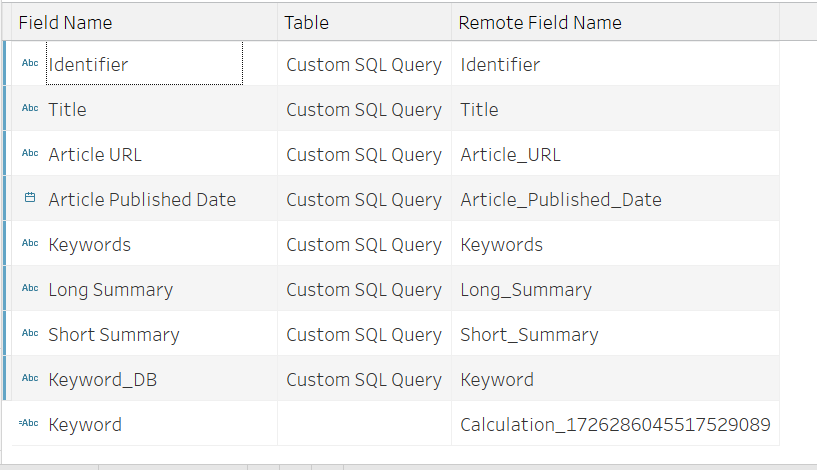 Field Name Table Remote Field Name
Abc Identifier Custom SQL Query Identifier
Abc Title Custom SQL Query Title
Abc Article URL Custom SQL Query Article_URL
Article Published Date Custom SQL Query Article_Published_Date
Abc Keywords Custom SQL Query Keywords
Abc Long Summary Custom SQL Query Long_Summary
Abc Short Summary Custom SQL Query Short_Summary
Abc Keyword_DB Custom SQL Query Keyword
=Abc Keyword Calculation_1726286045517529089